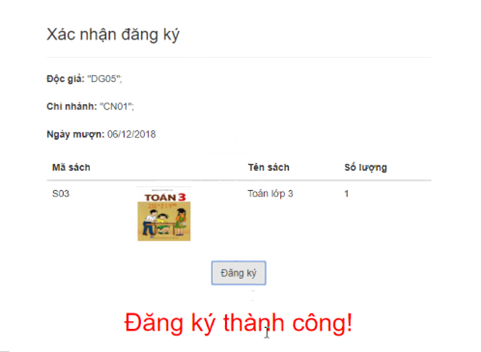 Xác nhận đăng ký
Độc giả: "DG05";
Chi nhánh: "CN01";
Ngày mượn: 06/12/2018
Mã sách Tên sách Số lượng
S03 TOÁN 3 Toán lớp 3 1
Đăng ký
Đăng ký thành công!